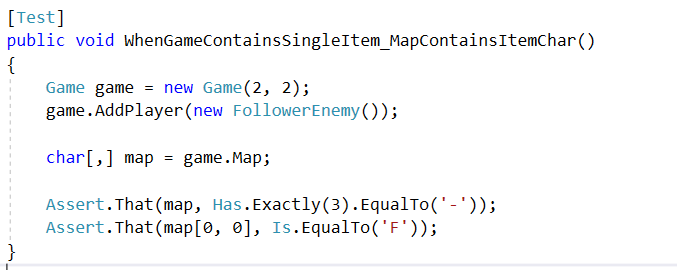 [Test]
public void WhenGameContainsSingleItem_MapContainsItemChar()
{
    Game game = new Game(2, 2);
    game.AddPlayer(new FollowerEnemy());

    char[,] map = game.Map;

    Assert.That(map, Has.Exactly(3).EqualTo('-'));
    Assert.That(map[0, 0], Is.EqualTo('F'));
}